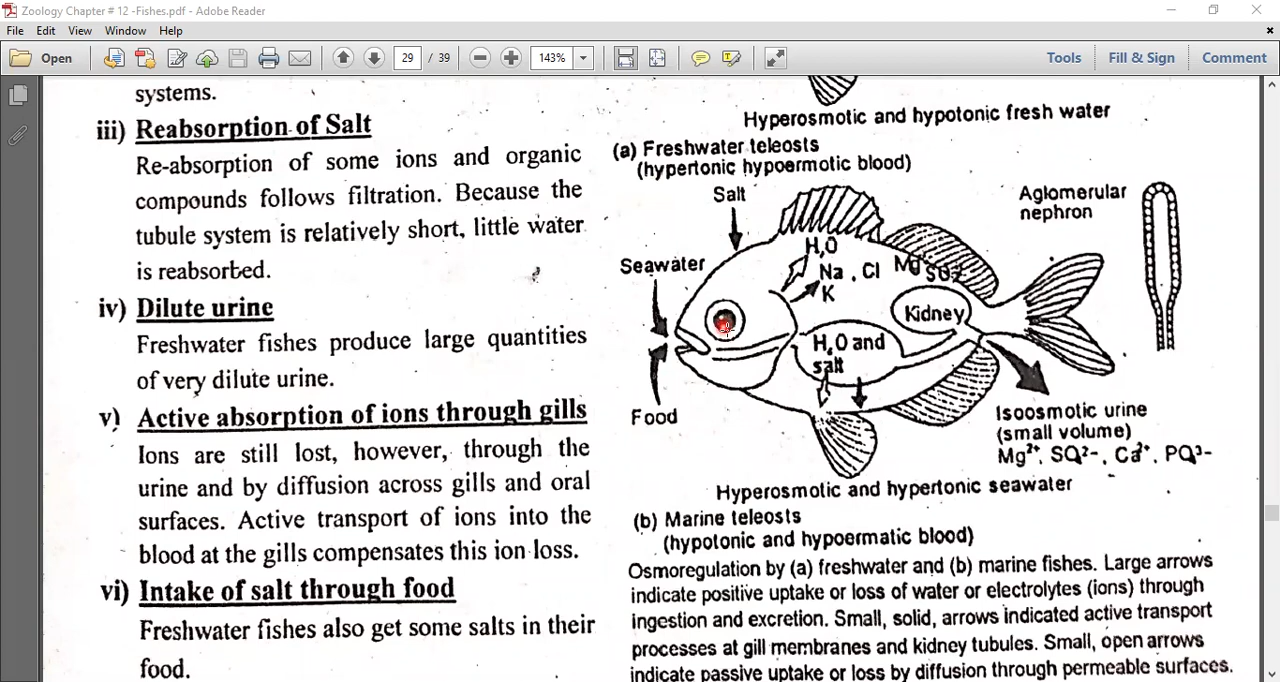 Zoology Chapter # 12 -Fishes.pdf - Adobe Reader
File Edit View Window Help
Open 29 / 39 143% Tools Fill & Sign Comment
systems.
iii) Reabsorption of Salt
Re-absorption of some ions and organic
compounds follows filtration. Because the
tubule system is relatively short, little water
is reabsorbed.
iv) Dilute urine
Freshwater fishes produce large quantities
of very dilute urine.
v) Active absorption of ions through gills
Ions are still lost, however, through the
urine and by diffusion across gills and oral
surfaces. Active transport of ions into the
blood at the gills compensates this ion loss.
vi) Intake of salt through food
Freshwater fishes also get some salts in their
food.
Hyperosmotic and hypotonic fresh water
(a) Freshwater teleosts
(hypertonic hypoermotic blood)
Salt
Aglomerular
nephron
Seawater
H₂O
Na , Cl
K
Kidney
H₂O and
salt
Food
Isoosmotic urine
(small volume)
Mg²⁺, SO²⁻, Ca²⁺, PO³⁻
Hyperosmotic and hypertonic seawater
(b) Marine teleosts
(hypotonic and hypoermatic blood)
Osmoregulation by (a) freshwater and (b) marine fishes. Large arrows
indicate positive uptake or loss of water or electrolytes (ions) through
ingestion and excretion. Small, solid, arrows indicated active transport
processes at gill membranes and kidney tubules. Small, open arrows
indicate passive uptake or loss by diffusion through permeable surfaces.